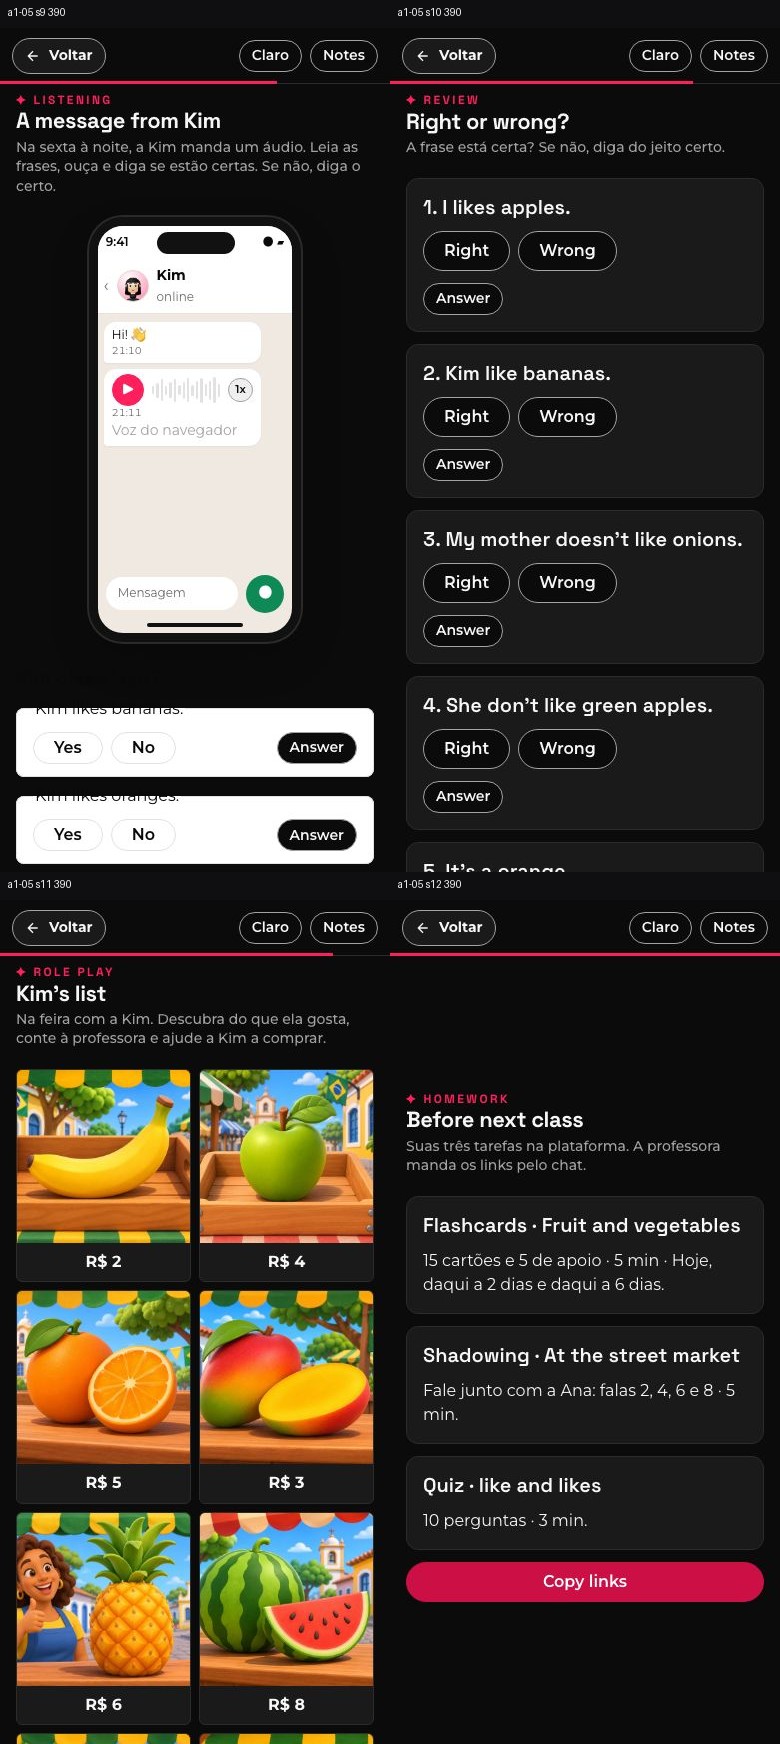 a1-05 s9 390
← Voltar
Claro
Notes
✦ LISTENING
A message from Kim
Na sexta à noite, a Kim manda um áudio. Leia as
frases, ouça e diga se estão certas. Se não, diga o
certo.
9:41
‹
Kim
online
Hi! 👋
21:10
1x
21:11
Voz do navegador
Mensagem
Kim likes bananas.
Yes
No
Answer
Kim likes oranges.
Yes
No
Answer
a1-05 s10 390
← Voltar
Claro
Notes
✦ REVIEW
Right or wrong?
A frase está certa? Se não, diga do jeito certo.
1. I likes apples.
Right
Wrong
Answer
2. Kim like bananas.
Right
Wrong
Answer
3. My mother doesn’t like onions.
Right
Wrong
Answer
4. She don’t like green apples.
Right
Wrong
Answer
5. It’s a orange.
a1-05 s11 390
← Voltar
Claro
Notes
✦ ROLE PLAY
Kim’s list
Na feira com a Kim. Descubra do que ela gosta,
conte à professora e ajude a Kim a comprar.
R$ 2
R$ 4
R$ 5
R$ 3
R$ 6
R$ 8
a1-05 s12 390
← Voltar
Claro
Notes
✦ HOMEWORK
Before next class
Suas três tarefas na plataforma. A professora
manda os links pelo chat.
Flashcards · Fruit and vegetables
15 cartões e 5 de apoio · 5 min · Hoje,
daqui a 2 dias e daqui a 6 dias.
Shadowing · At the street market
Fale junto com a Ana: falas 2, 4, 6 e 8 · 5
min.
Quiz · like and likes
10 perguntas · 3 min.
Copy links